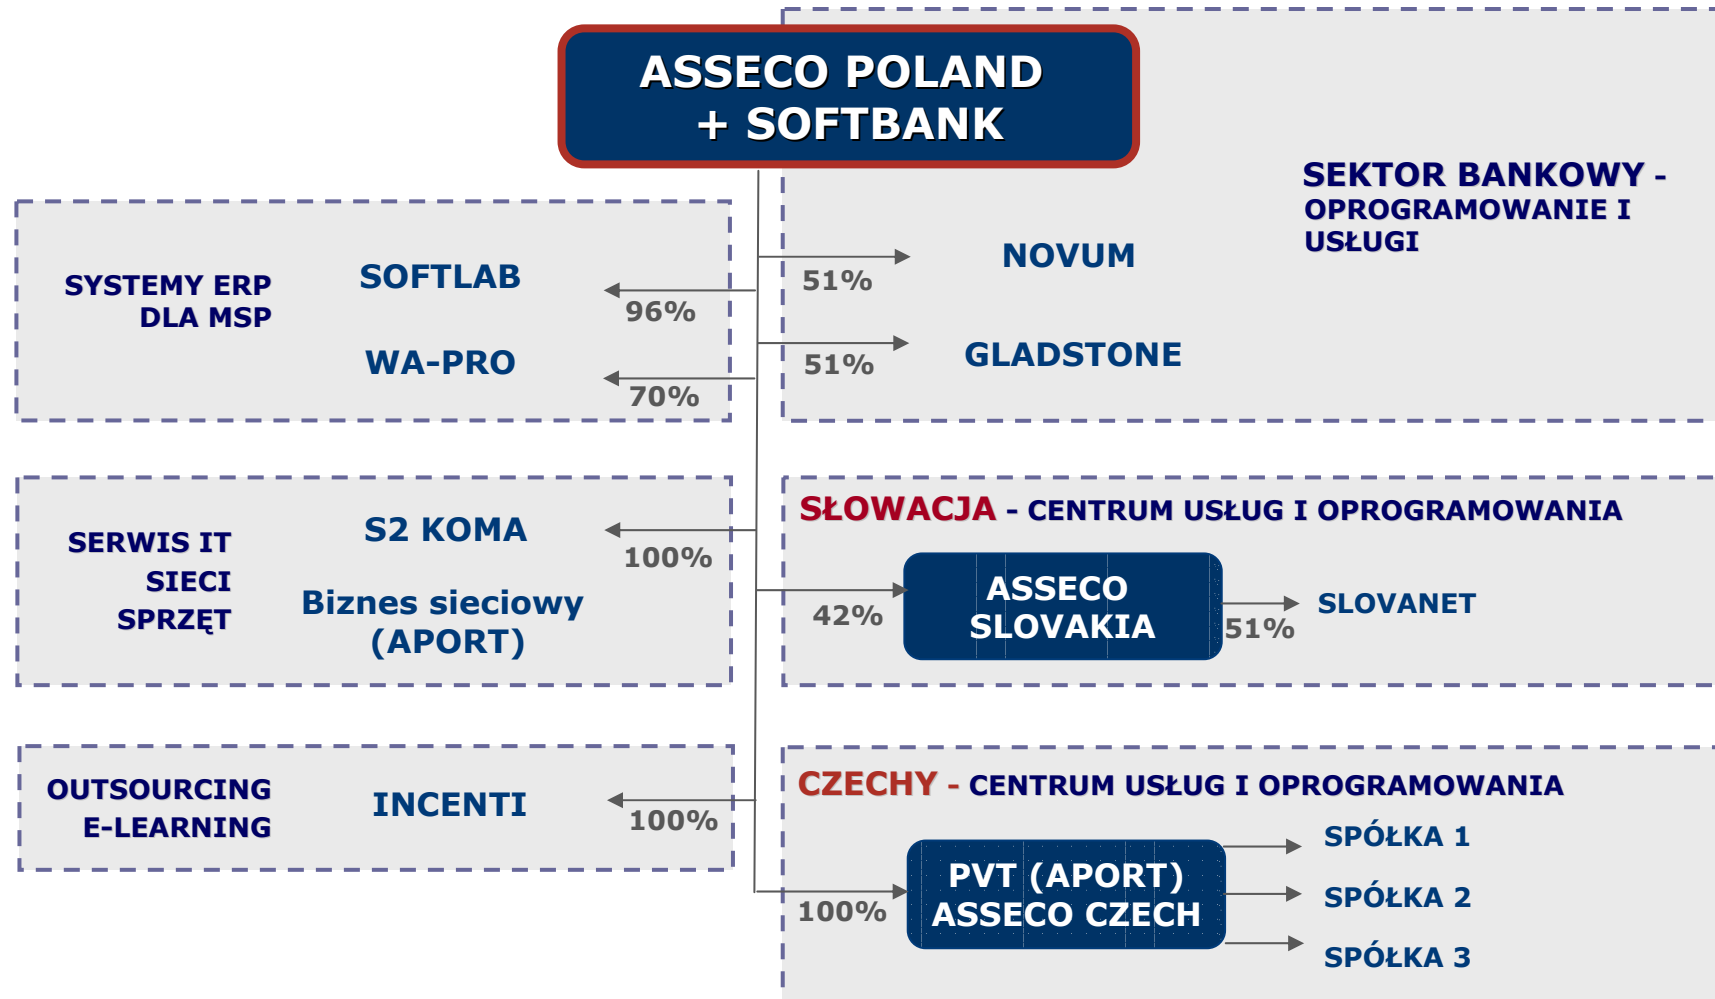 ASSECO POLAND
+ SOFTBANK
SEKTOR BANKOWY -
OPROGRAMOWANIE I
USŁUGI
NOVUM
51%
GLADSTONE
51%
SYSTEMY ERP
DLA MSP
SOFTLAB
96%
WA-PRO
70%
SERWIS IT
SIECI
SPRZĘT
S2 KOMA
100%
Biznes sieciowy
(APORT)
SŁOWACJA - CENTRUM USŁUG I OPROGRAMOWANIA
42%
ASSECO
SLOVAKIA
51%
SLOVANET
OUTSOURCING
E-LEARNING
INCENTI
100%
CZECHY - CENTRUM USŁUG I OPROGRAMOWANIA
100%
PVT (APORT)
ASSECO CZECH
SPÓŁKA 1
SPÓŁKA 2
SPÓŁKA 3